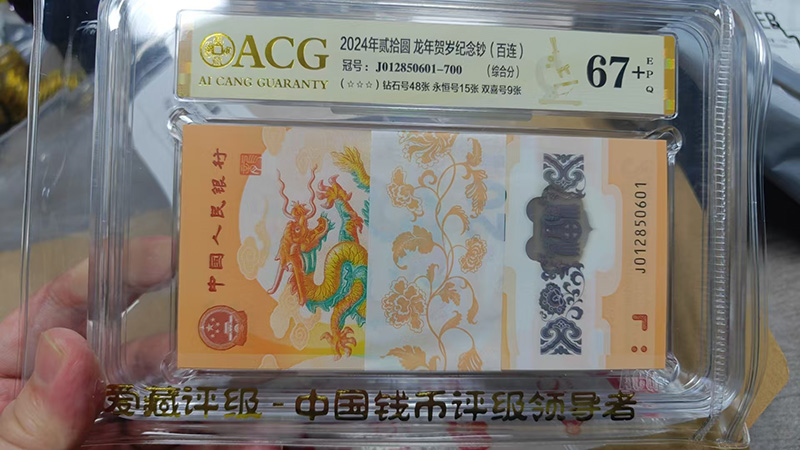 ACG
AI CANG GUARANTY
2024年贰拾圆 龙年贺岁纪念钞（百连）
冠号：J012850601-700 （综合分）
（☆☆☆）钻石号48张 永恒号15张 双喜号9张
67+
EPQ
中国人民银行
J012850601
爱藏评级-中国钱币评级领导者